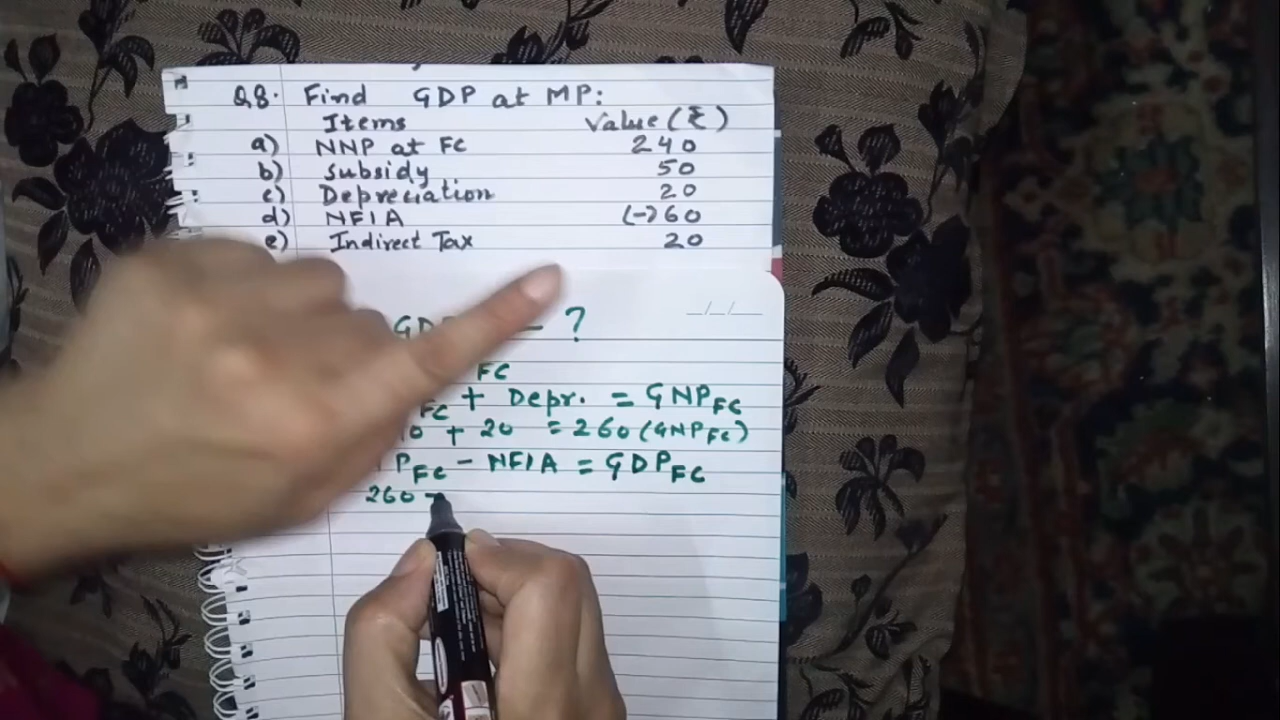 Q8. Find GDP at MP:
Items Value (₹)
a) NNP at FC 240
b) Subsidy 50
c) Depreciation 20
d) NFIA (-) 60
e) Indirect Tax 20
= ?
FC
FC + Depr. = GNPFC
+ 20 = 260 (GNPFC)
PFC - NFIA = GDPFC
260 -